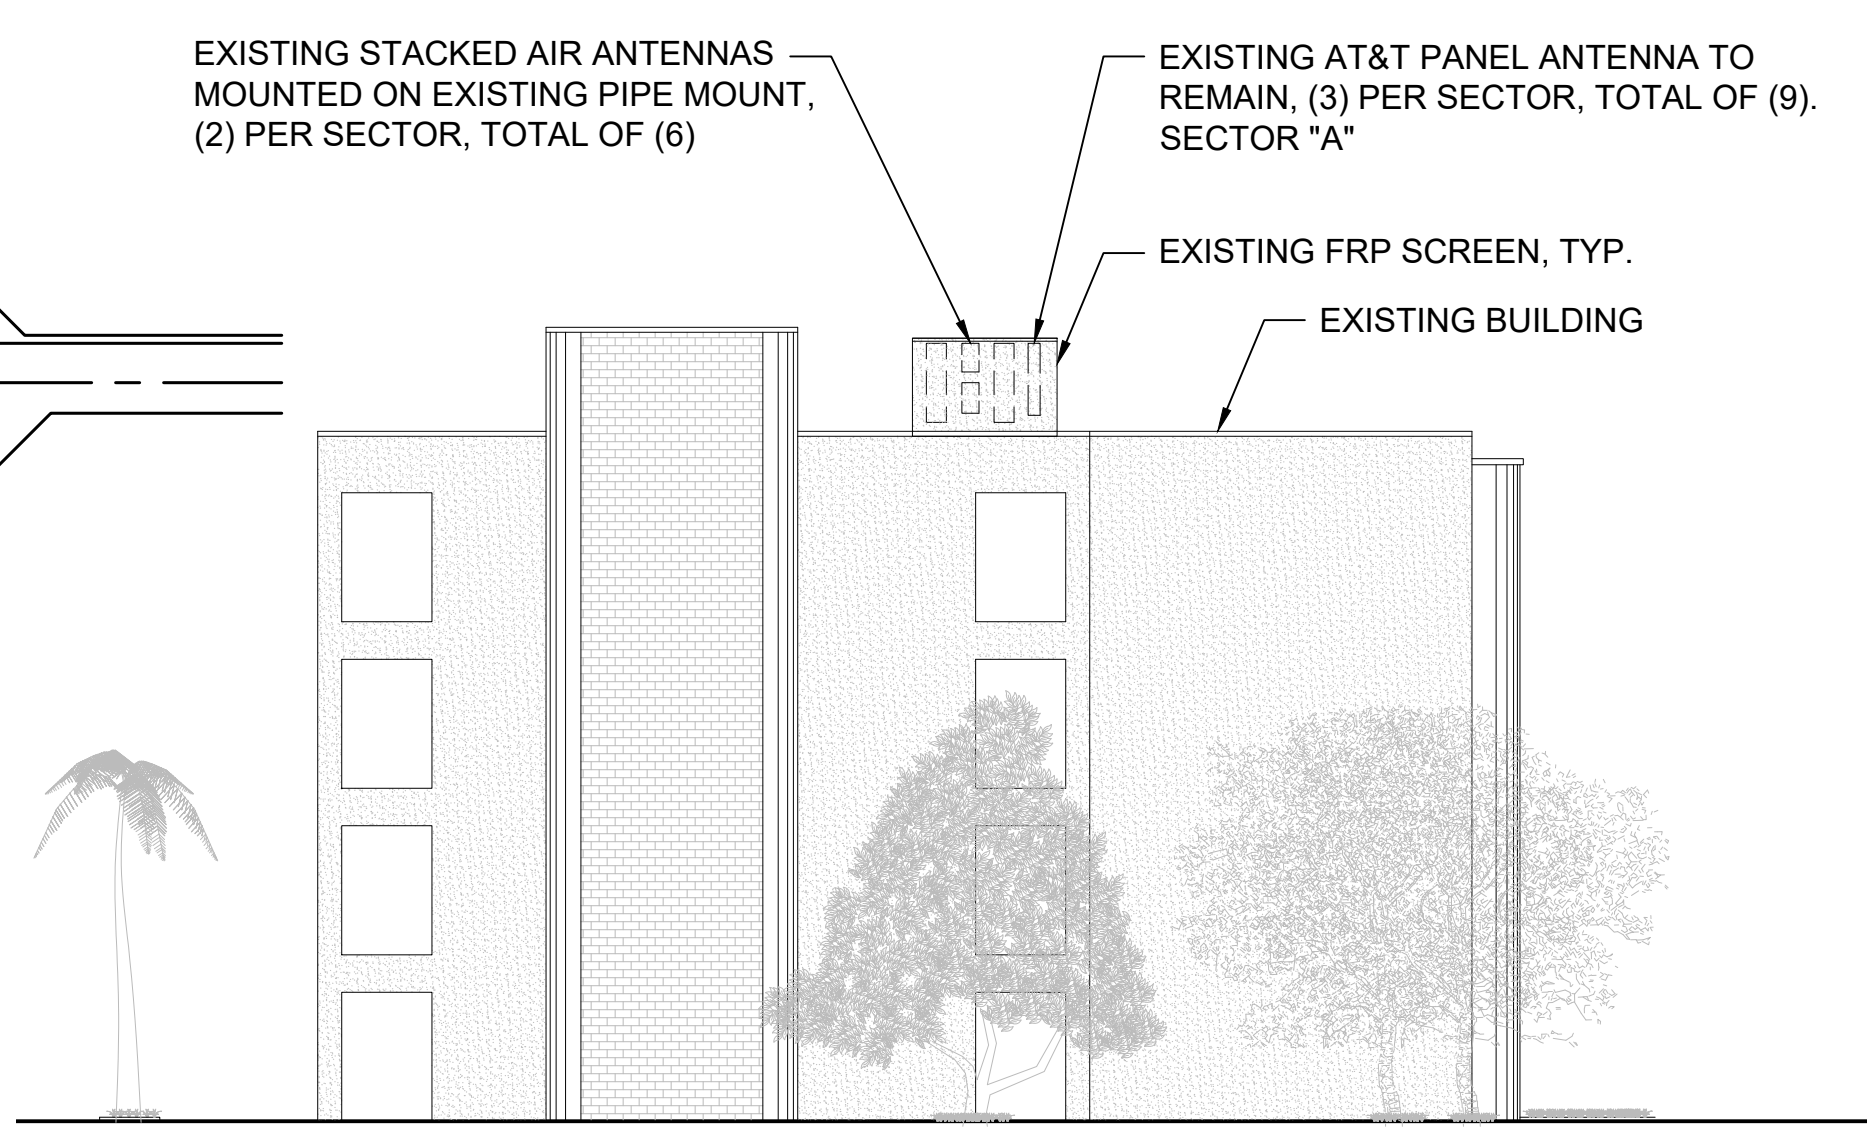 EXISTING STACKED AIR ANTENNAS
MOUNTED ON EXISTING PIPE MOUNT,
(2) PER SECTOR, TOTAL OF (6)
EXISTING AT&T PANEL ANTENNA TO
REMAIN, (3) PER SECTOR, TOTAL OF (9).
SECTOR "A"
EXISTING FRP SCREEN, TYP.
EXISTING BUILDING